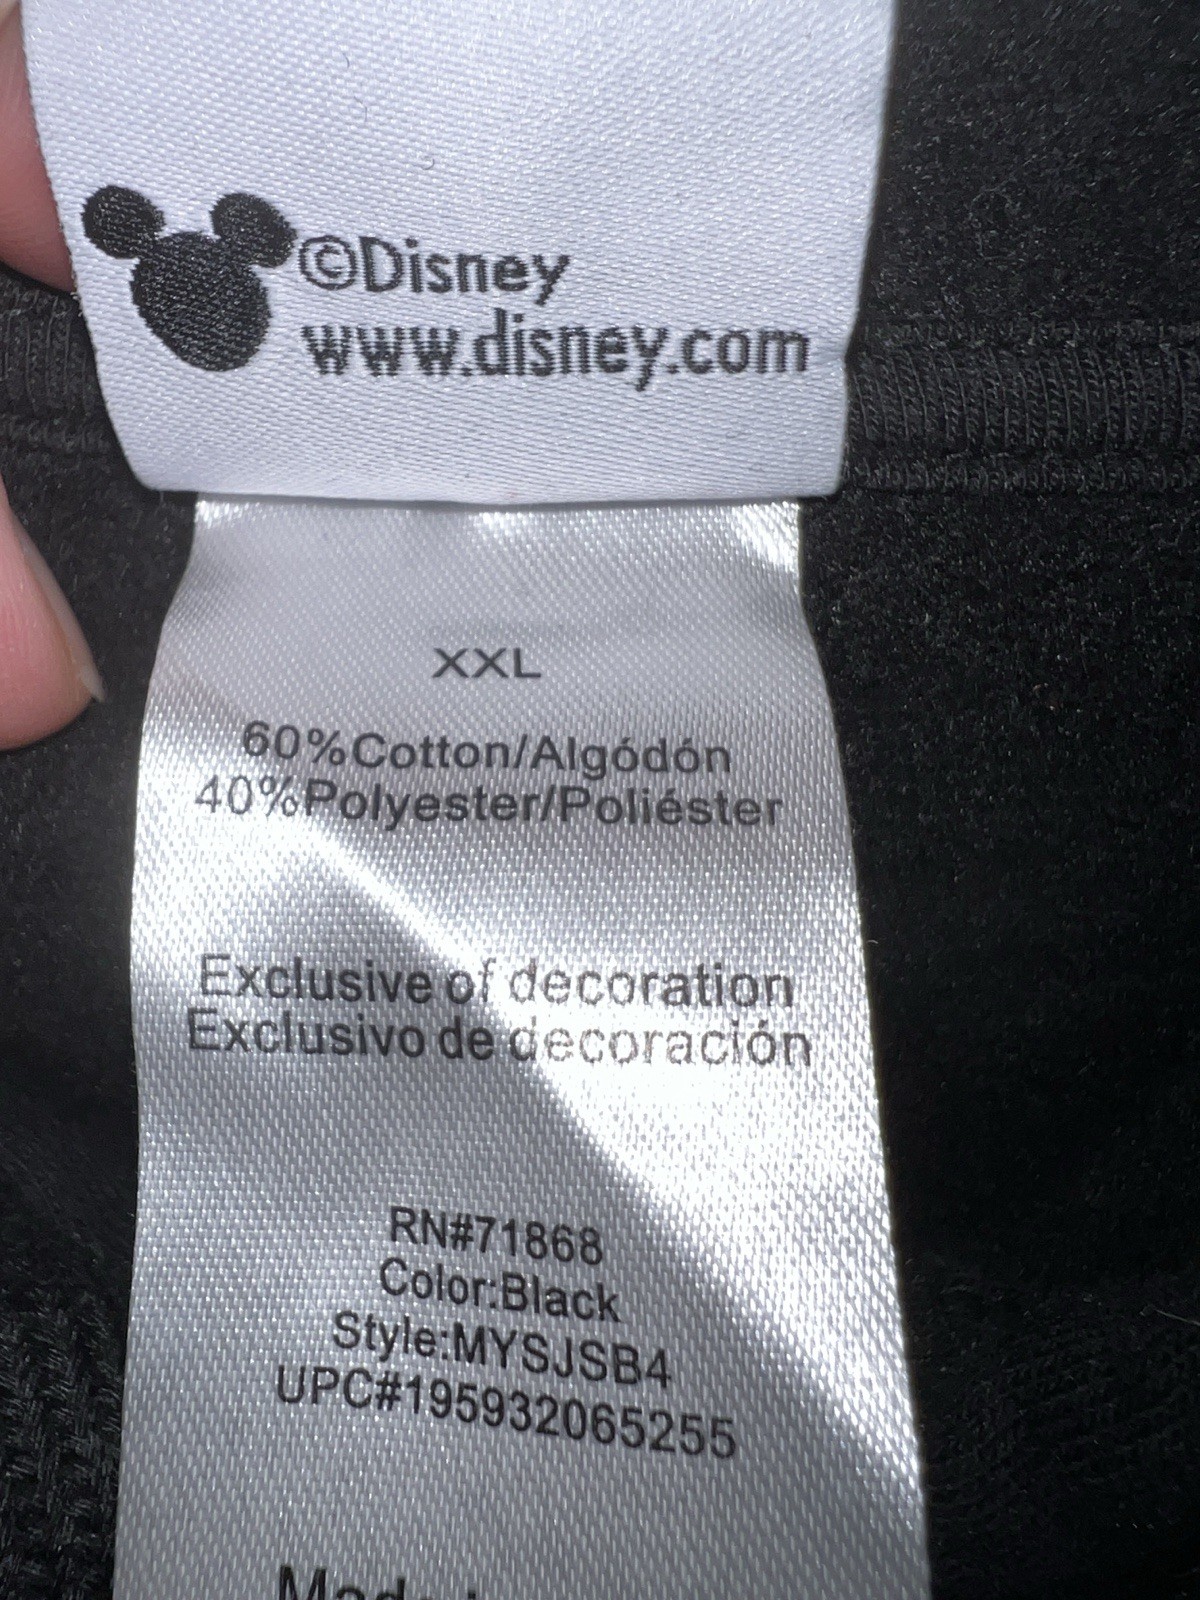 ©Disney
www.disney.com
XXL
60%Cotton/Algódón
40%Polyester/Poliéster
Exclusive of decoration
Exclusivo de decoración
RN#71868
Color:Black
Style:MYSJSB4
UPC#195932065255
Made